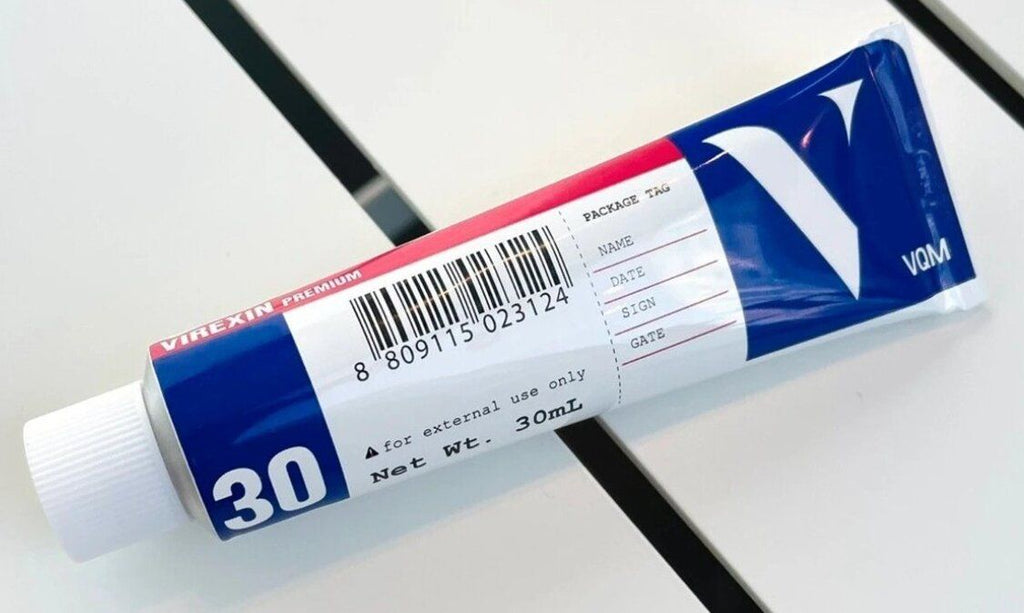 VIREXIN PREMIUM
30
8 809115 023124
for external use only
Net Wt. 30mL
PACKAGE TAG
NAME
DATE
SIGN
GATE
V
VQM